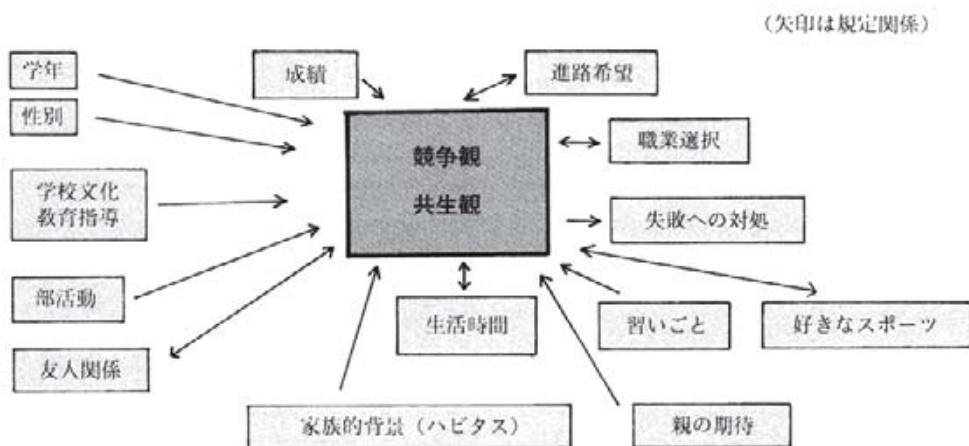 （矢印は規定関係）
学年
成績
進路希望
性別
職業選択
競争観
共生観
学校文化
教育指導
失敗への対処
部活動
生活時間
習いごと
好きなスポーツ
友人関係
家族的背景（ハビタス）
親の期待